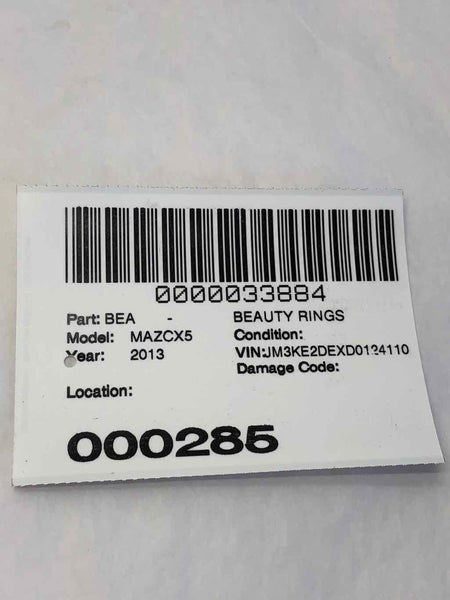 0000033884
Part: BEA - BEAUTY RINGS
Model: MAZCX5 Condition:
Year: 2013 VIN:JM3KE2DEXD0124110
Damage Code:
Location:
000285